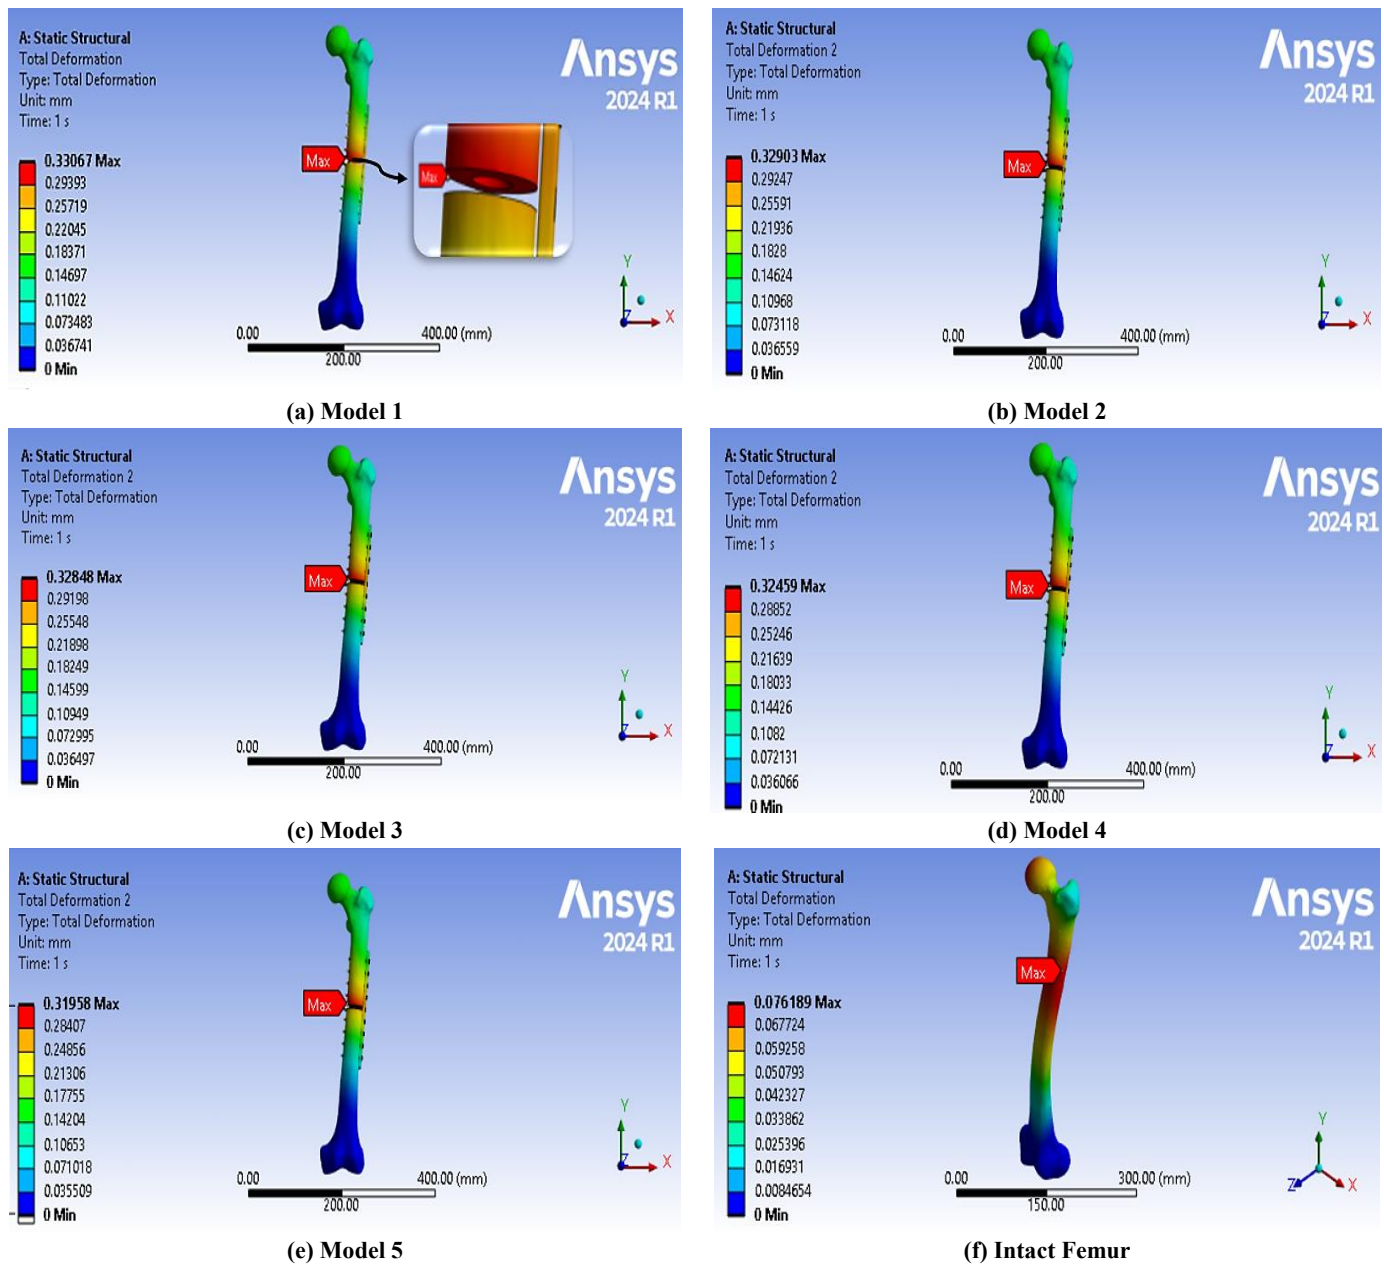 A: Static Structural
Total Deformation
Type: Total Deformation
Unit: mm
Time: 1 s
Ansys
2024 R1
0.33067 Max
0.29393
0.25719
0.22045
0.18371
0.14697
0.11022
0.073483
0.036741
0 Min
Max
Max
Y
X
Z
0.00
400.00 (mm)
200.00
(a) Model 1
A: Static Structural
Total Deformation 2
Type: Total Deformation
Unit: mm
Time: 1 s
Ansys
2024 R1
0.32903 Max
0.29247
0.25591
0.21936
0.1828
0.14624
0.10968
0.073118
0.036559
0 Min
Max
Y
X
Z
0.00
400.00 (mm)
200.00
(b) Model 2
A: Static Structural
Total Deformation 2
Type: Total Deformation
Unit: mm
Time: 1 s
Ansys
2024 R1
0.32848 Max
0.29198
0.25548
0.21898
0.18249
0.14599
0.10949
0.072995
0.036497
0 Min
Max
Y
X
Z
0.00
400.00 (mm)
200.00
(c) Model 3
A: Static Structural
Total Deformation 2
Type: Total Deformation
Unit: mm
Time: 1 s
Ansys
2024 R1
0.32459 Max
0.28852
0.25246
0.21639
0.18033
0.14426
0.1082
0.072131
0.036066
0 Min
Max
Y
X
Z
0.00
400.00 (mm)
200.00
(d) Model 4
A: Static Structural
Total Deformation 2
Type: Total Deformation
Unit: mm
Time: 1 s
Ansys
2024 R1
0.31958 Max
0.28407
0.24856
0.21306
0.17755
0.14204
0.10653
0.071018
0.035509
0 Min
Max
Y
X
Z
0.00
400.00 (mm)
200.00
(e) Model 5
A: Static Structural
Total Deformation
Type: Total Deformation
Unit: mm
Time: 1 s
Ansys
2024 R1
0.076189 Max
0.067724
0.059258
0.050793
0.042327
0.033862
0.025396
0.016931
0.0084654
0 Min
Max
Y
Z
X
0.00
300.00 (mm)
150.00
(f) Intact Femur